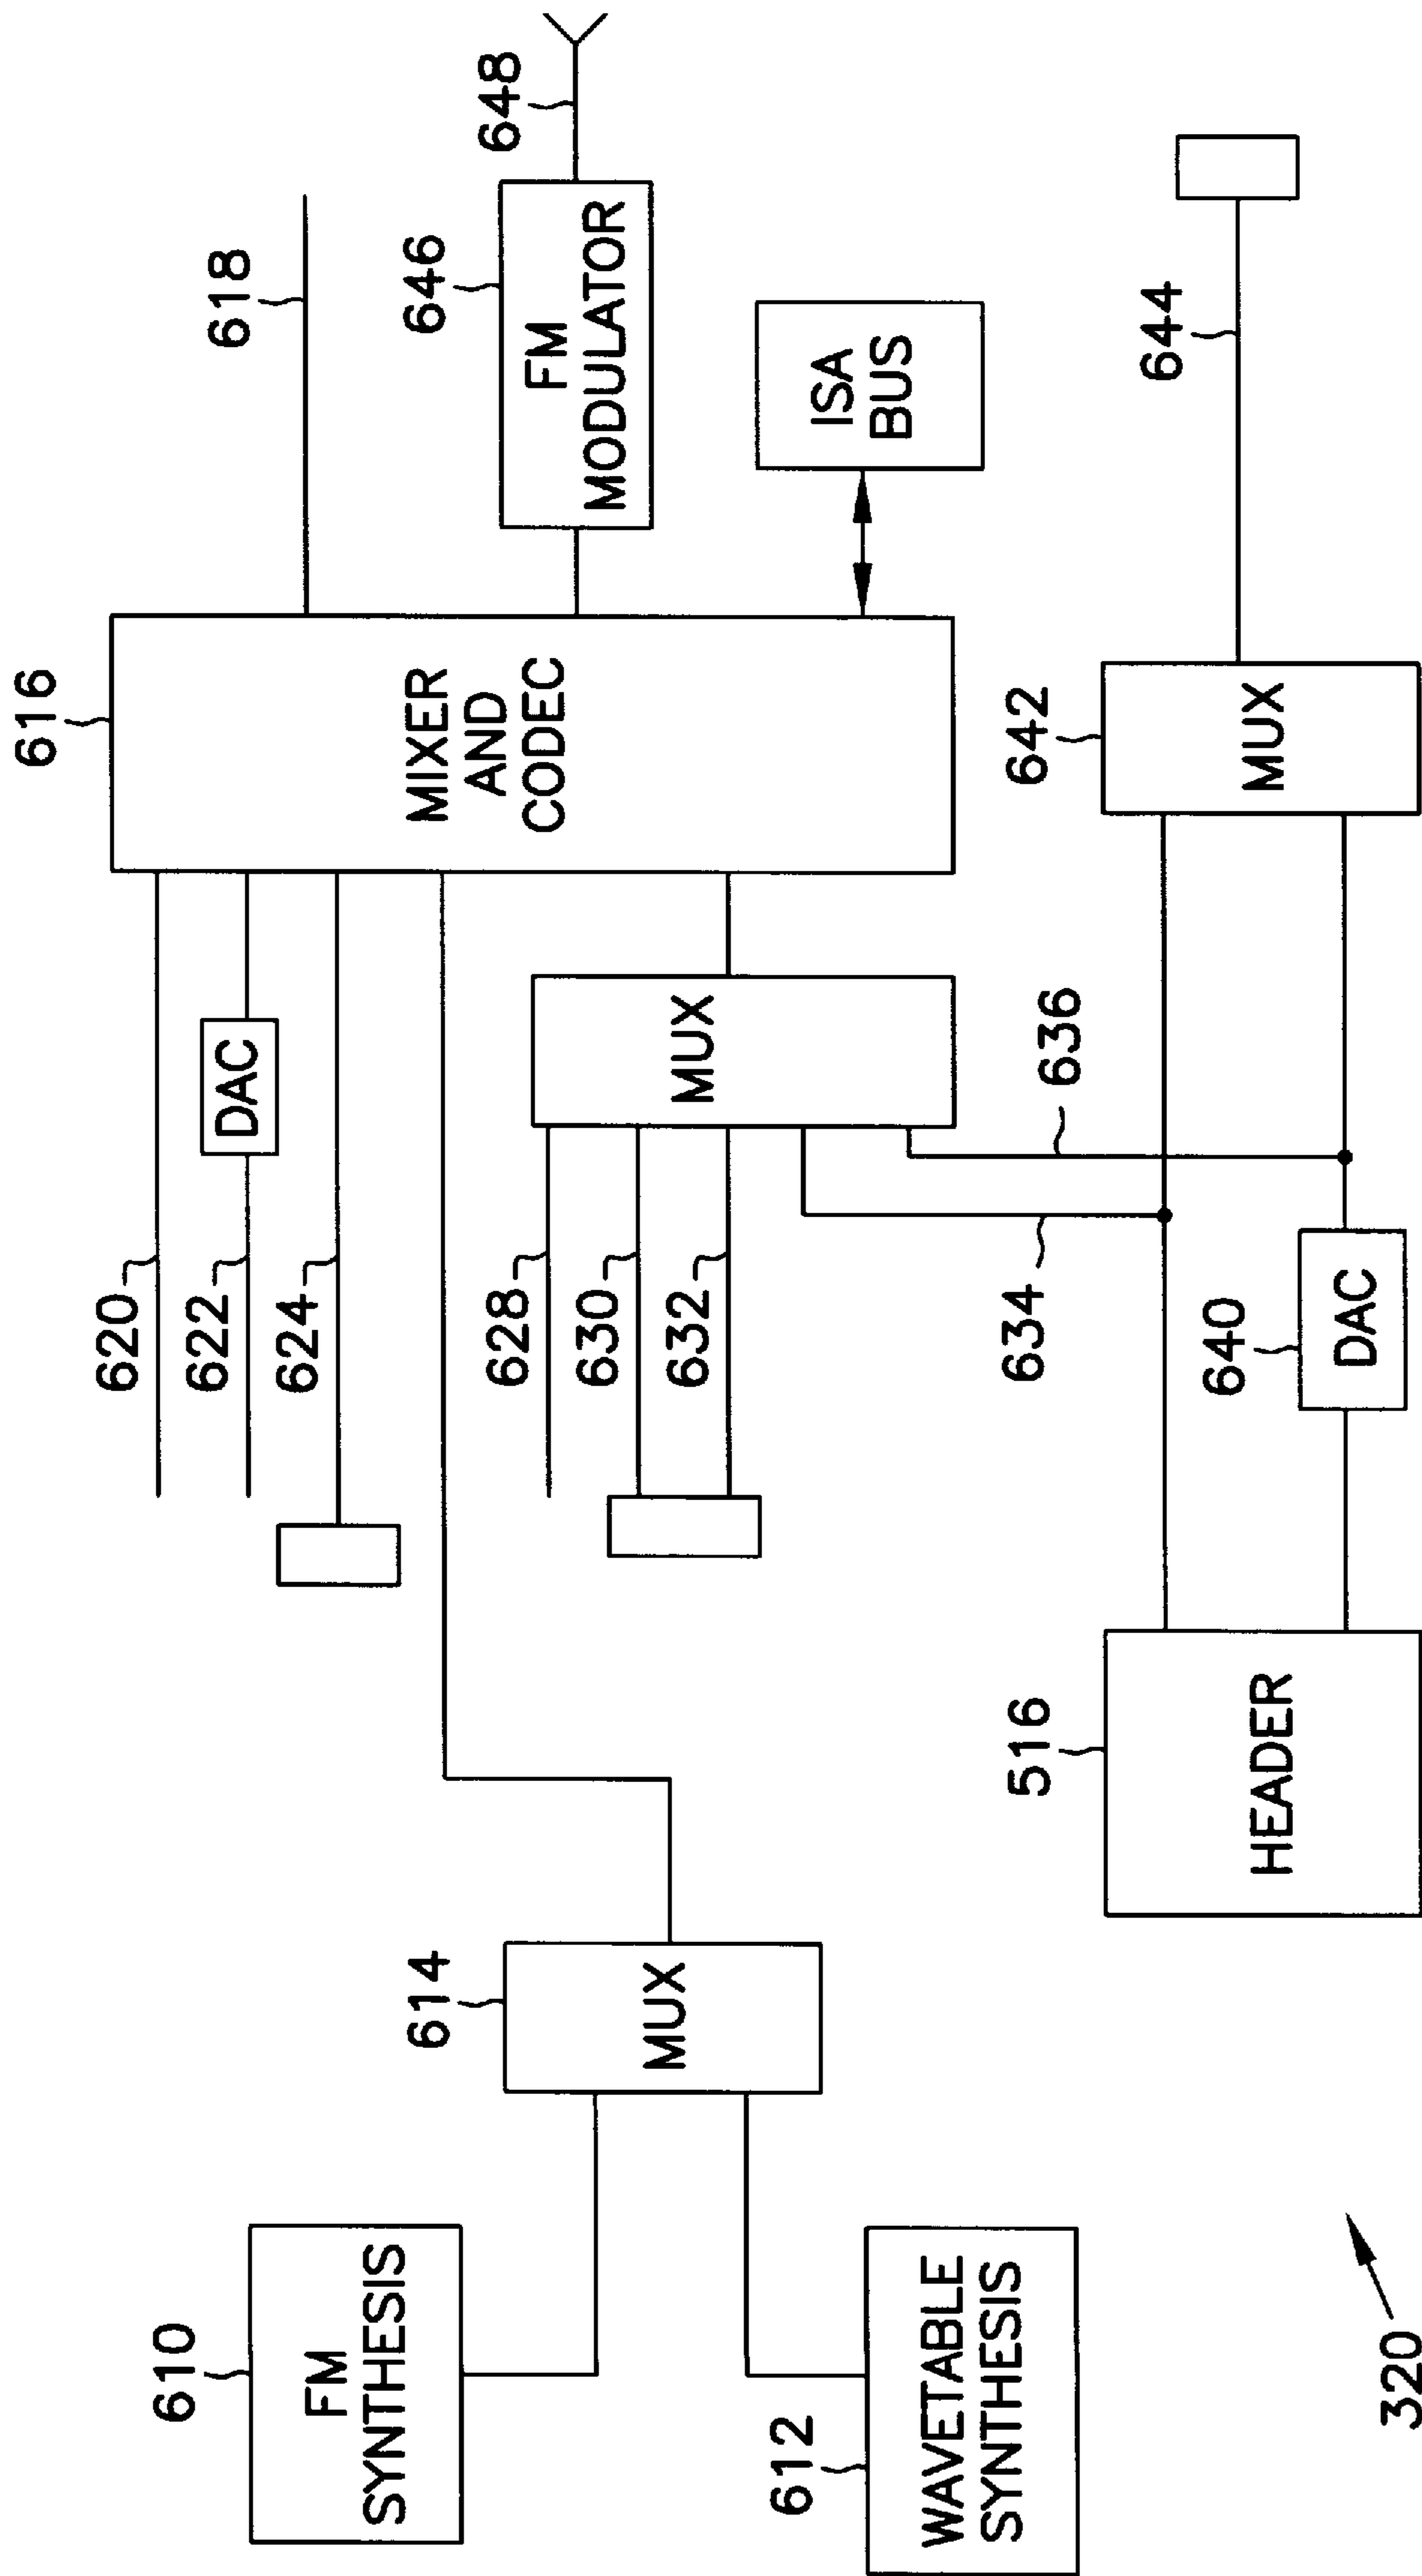 616
618
646
648
620
622
DAC
624
MIXER
AND
CODEC
FM
MODULATOR
628
630
632
MUX
ISA
BUS
610
FM
SYNTHESIS
614
MUX
612
WAVETABLE
SYNTHESIS
634
636
516
HEADER
640
DAC
642
MUX
644
320